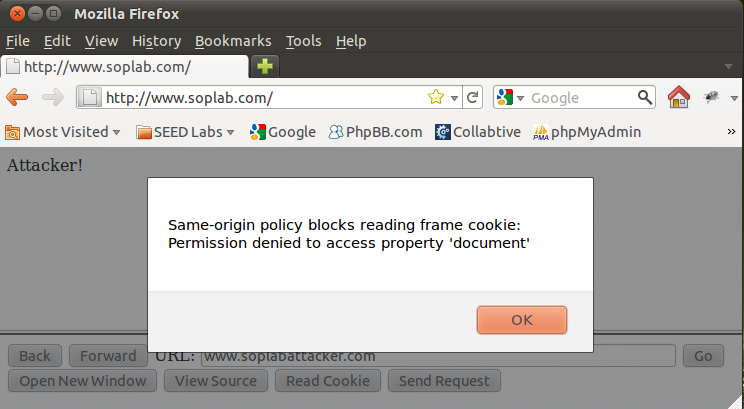 Mozilla Firefox
File Edit View History Bookmarks Tools Help
http://www.soplab.com/
http://www.soplab.com/ Google
Most Visited SEED Labs Google PhpBB.com Collabtive PMA phpMyAdmin »
Attacker!
Same-origin policy blocks reading frame cookie:
Permission denied to access property 'document'
OK
Back Forward URL: www.soplabattacker.com Go
Open New Window View Source Read Cookie Send Request